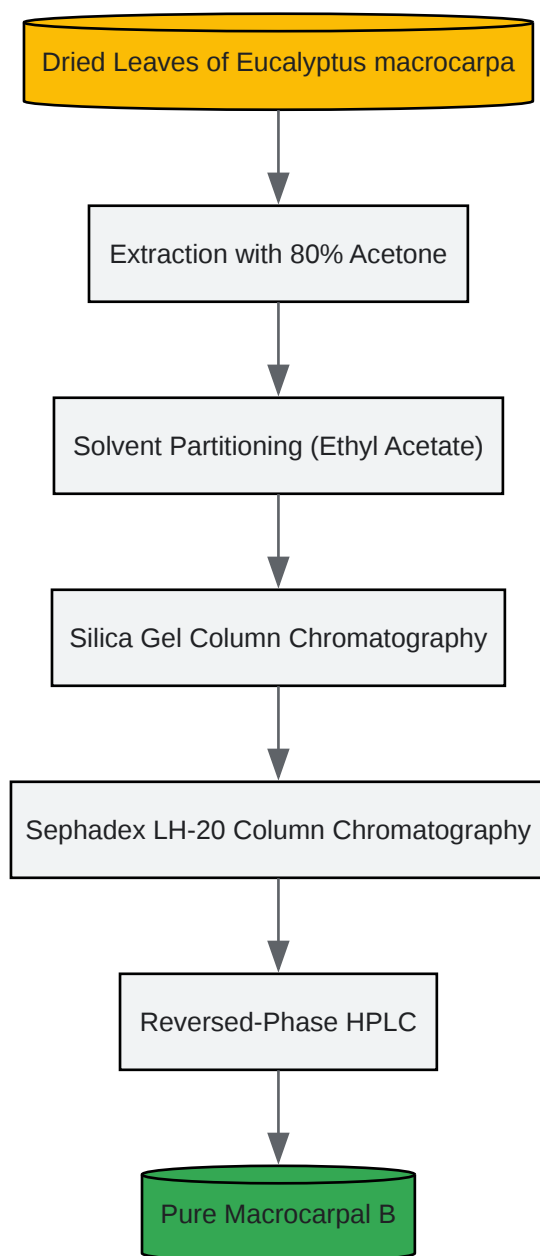 Dried Leaves of Eucalyptus macrocarpa
Extraction with 80% Acetone
Solvent Partitioning (Ethyl Acetate)
Silica Gel Column Chromatography
Sephadex LH-20 Column Chromatography
Reversed-Phase HPLC
Pure Macrocarpal B